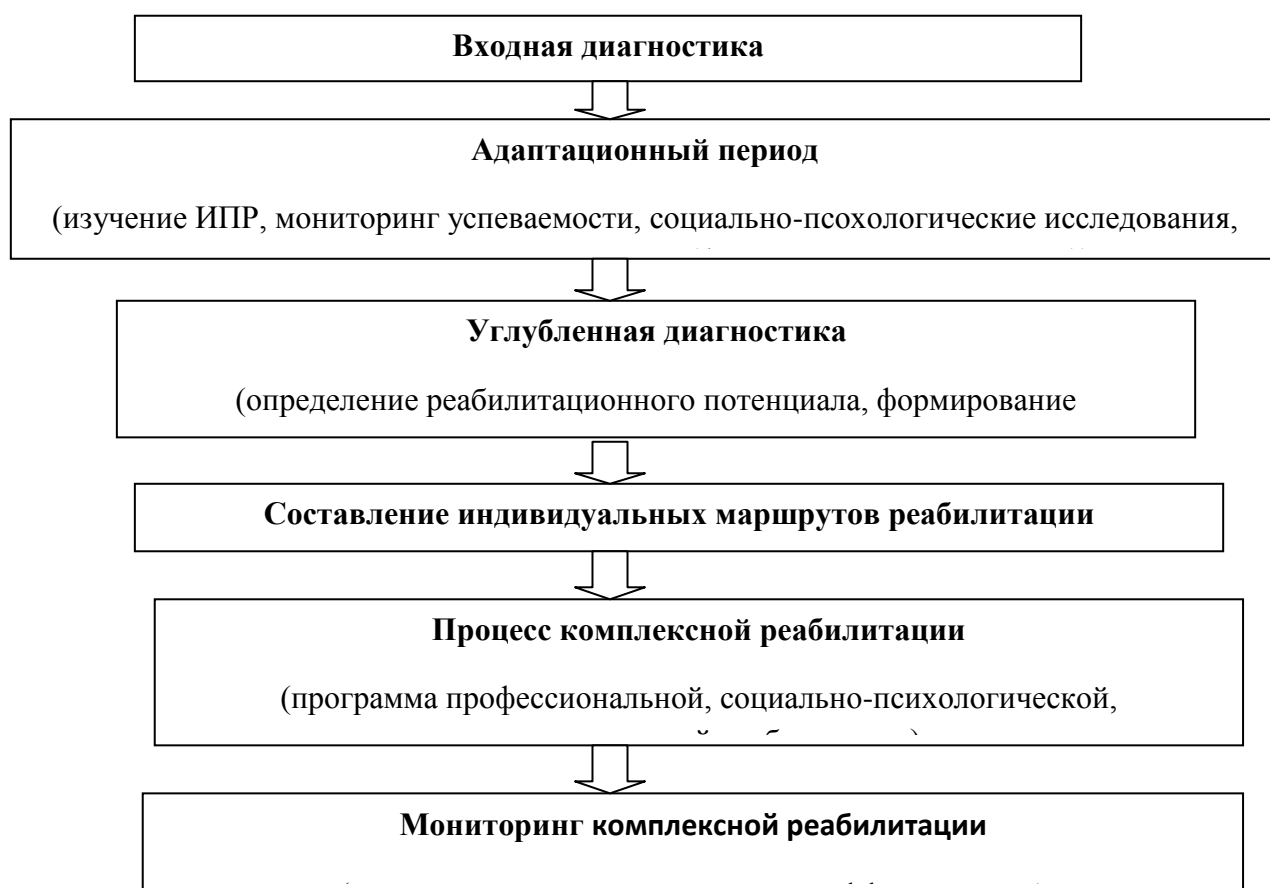 Входная диагностика
Адаптационный период
(изучение ИПР, мониторинг успеваемости, социально-псохологические исследования,
Углубленная диагностика
(определение реабилитационного потенциала, формирование
Составление индивидуальных маршрутов реабилитации
Процесс комплексной реабилитации
(программа профессиональной, социально-психологической,
Мониторинг комплексной реабилитации